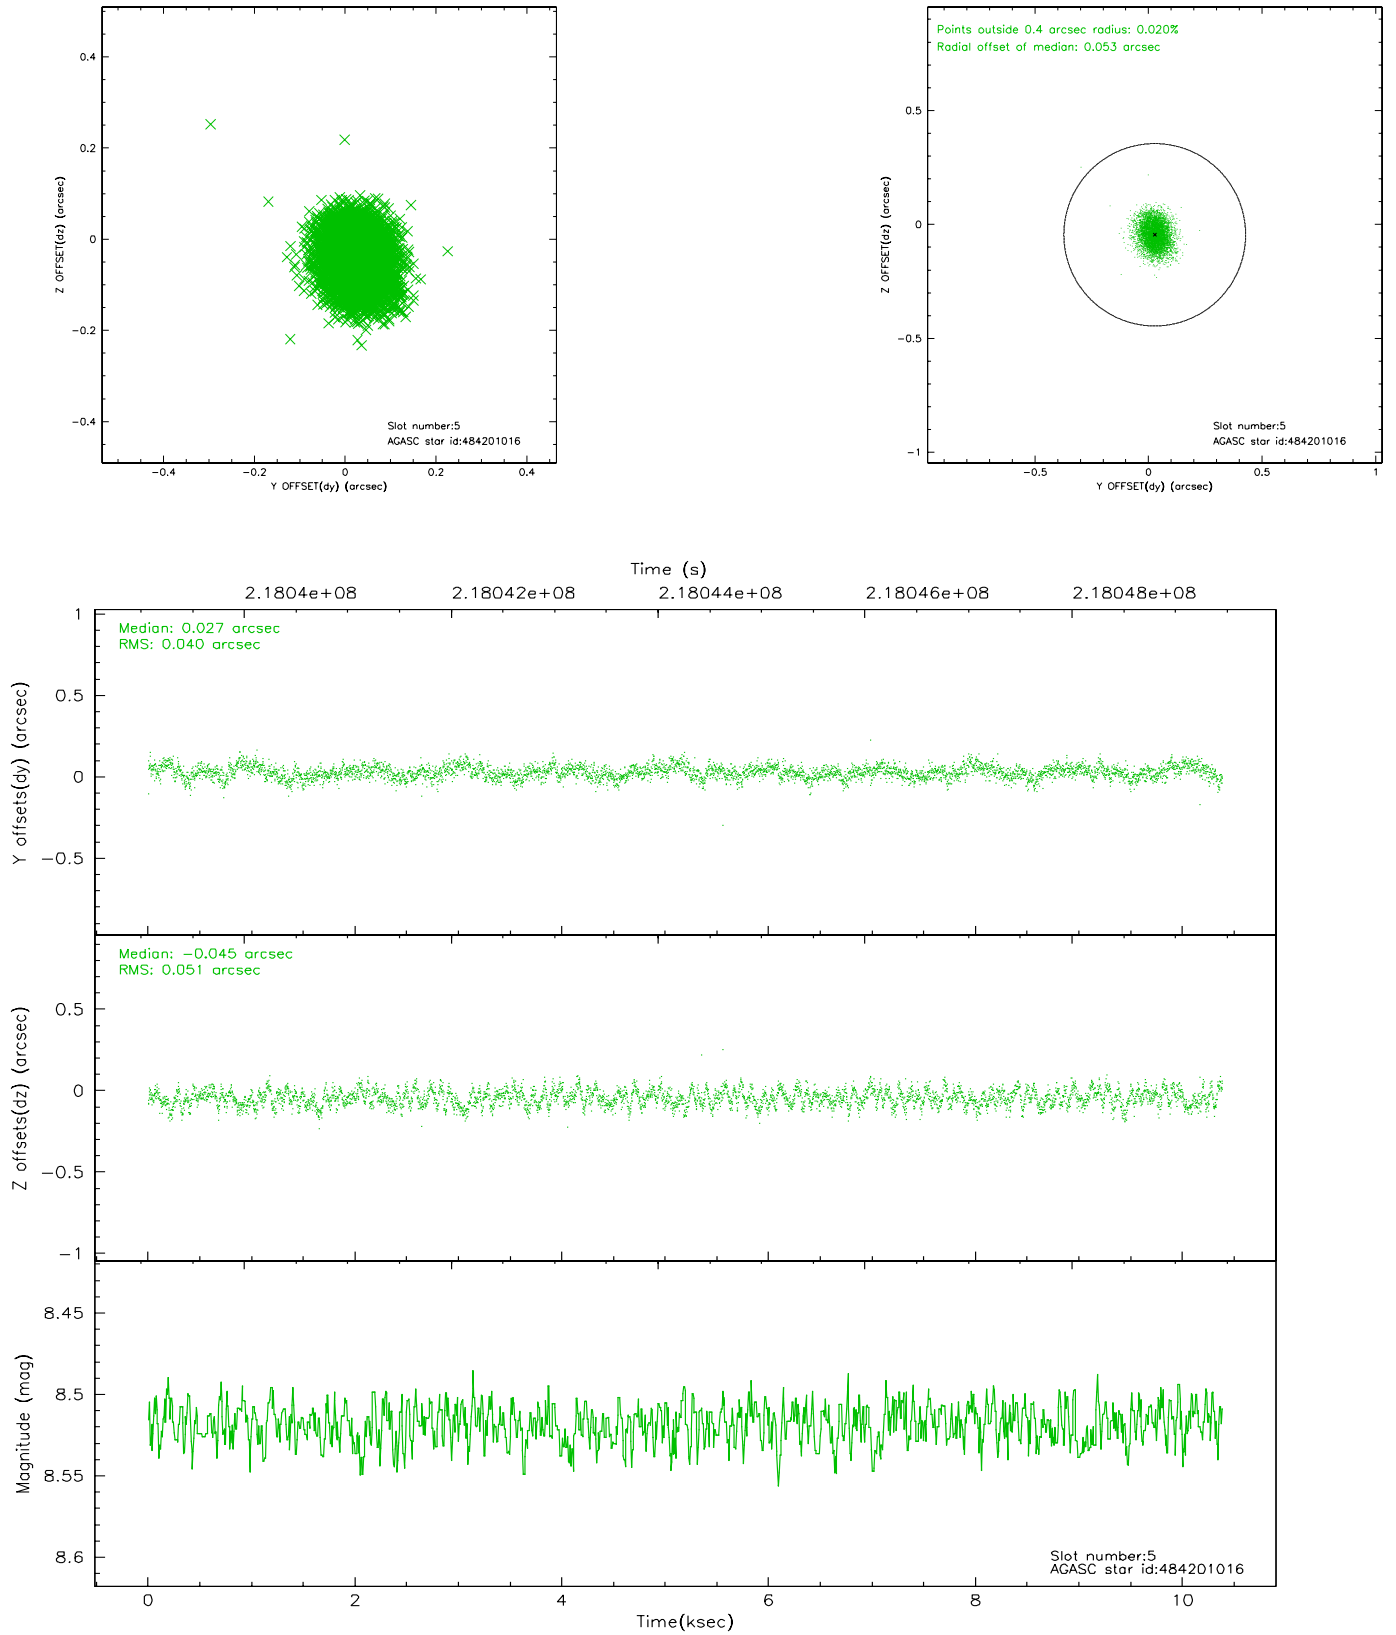 0.4
0.2
0
−0.2
−0.4
Z OFFSET(dz) (arcsec)
Slot number:5
AGASC star id:484201016
−0.4 −0.2 0 0.2 0.4
Y OFFSET(dy) (arcsec)
Points outside 0.4 arcsec radius: 0.020%
Radial offset of median: 0.053 arcsec
0.5
0
−0.5
−1
Z OFFSET(dz) (arcsec)
Slot number:5
AGASC star id:484201016
−0.5 0 0.5 1
Y OFFSET(dy) (arcsec)
Time (s)
2.1804e+08 2.18042e+08 2.18044e+08 2.18046e+08 2.18048e+08
Median: 0.027 arcsec
RMS: 0.040 arcsec
1
0.5
0
−0.5
Y offsets(dy) (arcsec)
Median: −0.045 arcsec
RMS: 0.051 arcsec
0.5
0
−0.5
−1
Z offsets(dz) (arcsec)
8.45
8.5
8.55
8.6
Magnitude (mag)
Slot number:5
AGASC star id:484201016
0 2 4 6 8 10
Time(ksec)